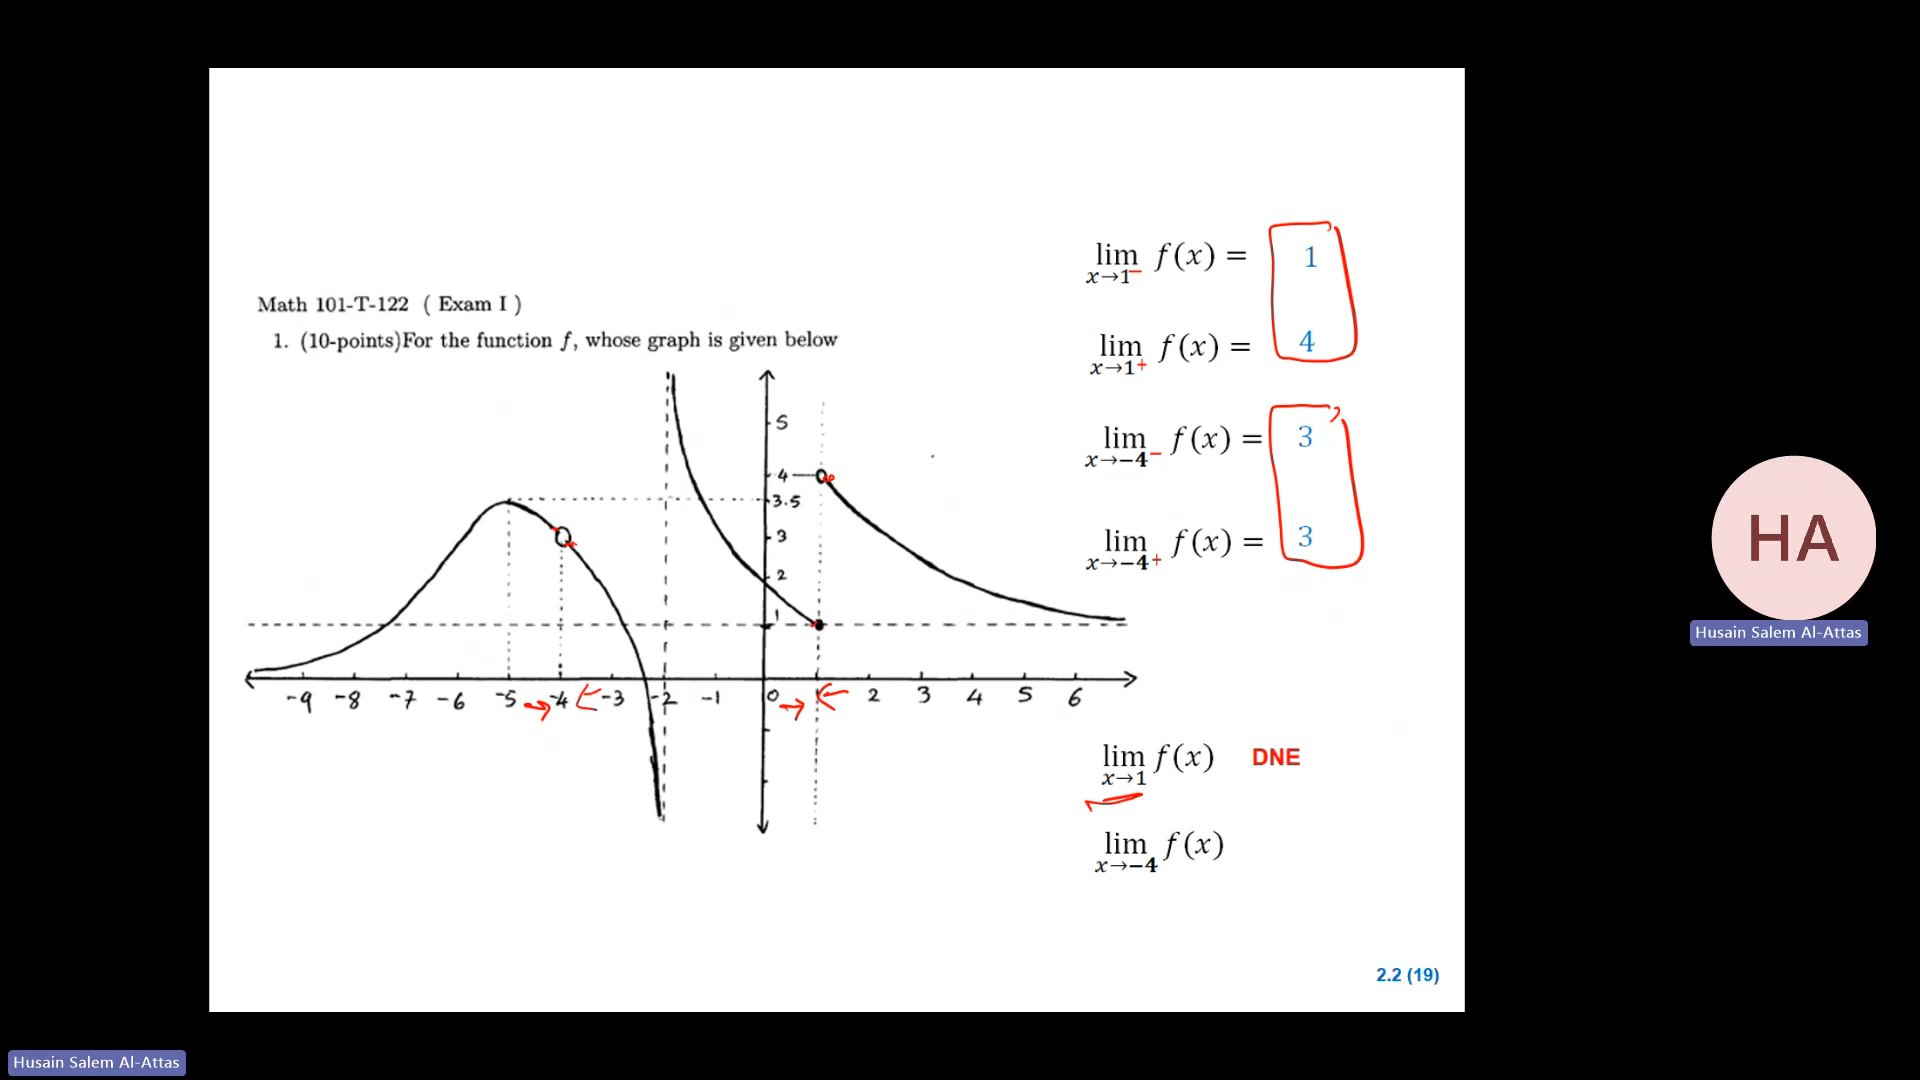 Math 101-T-122 ( Exam I )
1. (10-points)For the function f, whose graph is given below
5
4
3.5
3
2
1
-9 -8 -7 -6 -5 -4 -3 -2 -1 0 2 3 4 5 6
lim f(x) = 1
x→1⁻
lim f(x) = 4
x→1⁺
lim f(x) = 3
x→-4⁻
lim f(x) = 3
x→-4⁺
lim f(x) DNE
x→1
lim f(x)
x→-4
2.2 (19)
HA
Husain Salem Al-Attas
Husain Salem Al-Attas